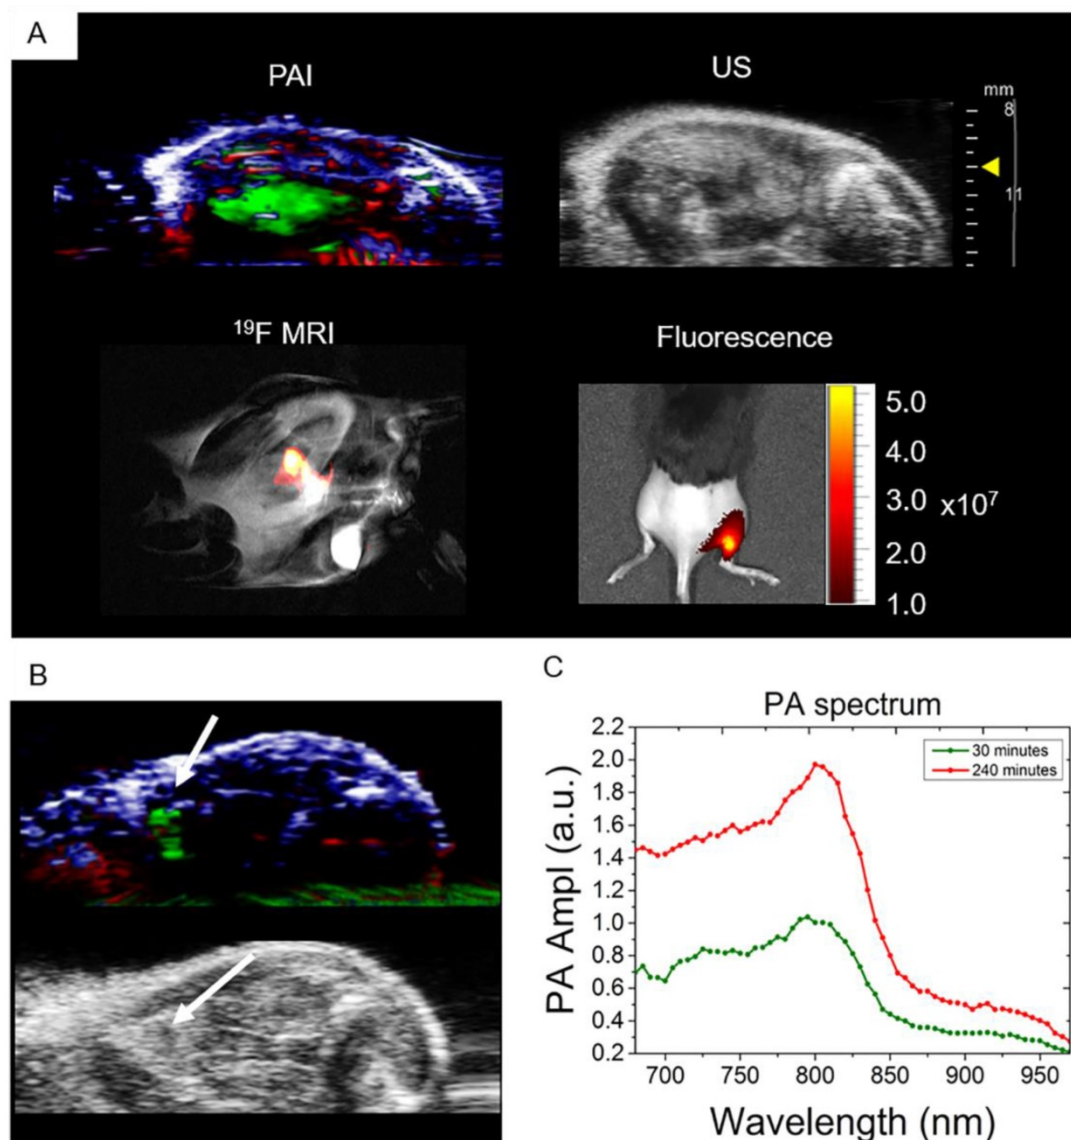 A
PAI
US
mm
8
11
¹⁹F MRI
Fluorescence
5.0
4.0
3.0
x10⁷
2.0
1.0
B
C
PA spectrum
2.2
2.0
1.8
1.6
1.4
1.2
1.0
0.8
0.6
0.4
0.2
PA Ampl (a.u.)
30 minutes
240 minutes
700
750
800
850
900
950
Wavelength (nm)